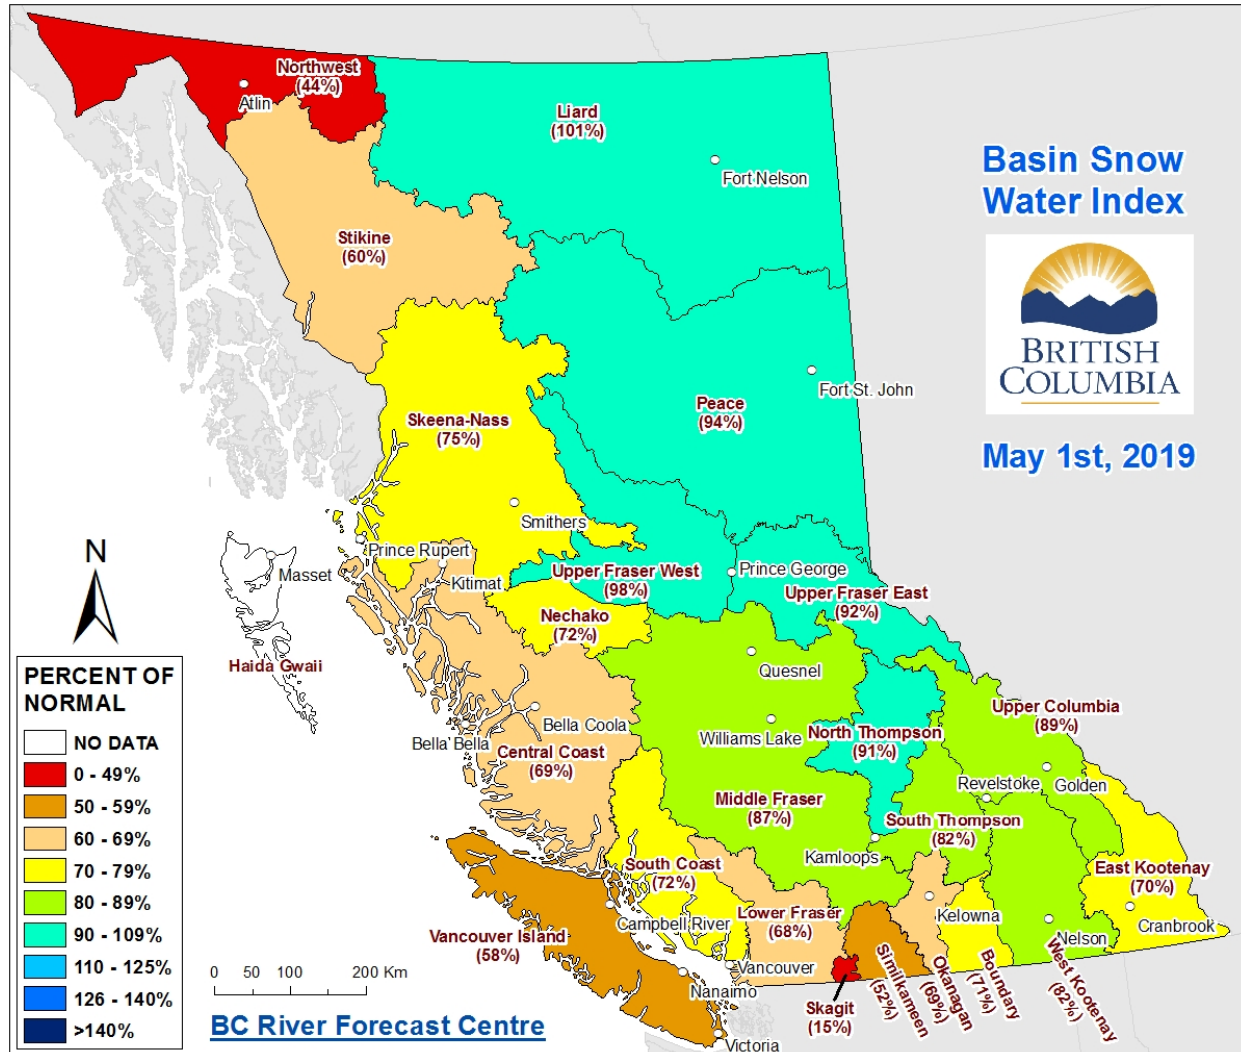 Northwest
(44%)
Atlin
Liard
(101%)
Fort Nelson
Basin Snow
Water Index
BRITISH
COLUMBIA
May 1st, 2019
Stikine
(60%)
Fort St. John
Peace
(94%)
Skeena-Nass
(75%)
Smithers
Prince Rupert
Masset
Kitimat
Upper Fraser West
(98%)
Prince George
Upper Fraser East
(92%)
Nechako
(72%)
Haida Gwaii
Quesnel
Bella Coola
Bella Bella
Central Coast
(69%)
Williams Lake
North Thompson
(91%)
Upper Columbia
(89%)
Revelstoke
Golden
Middle Fraser
(87%)
South Thompson
(82%)
Kamloops
South Coast
(72%)
East Kootenay
(70%)
Lower Fraser
(68%)
Kelowna
Cranbrook
Campbell River
Nelson
Vancouver Island
(58%)
Vancouver
Nanaimo
Victoria
Skagit
(15%)
Similkameen
(52%)
Okanagan
(69%)
Boundary
(71%)
West Kootenay
(82%)
N
PERCENT OF
NORMAL
NO DATA
0 - 49%
50 - 59%
60 - 69%
70 - 79%
80 - 89%
90 - 109%
110 - 125%
126 - 140%
>140%
0 50 100 200 Km
BC River Forecast Centre